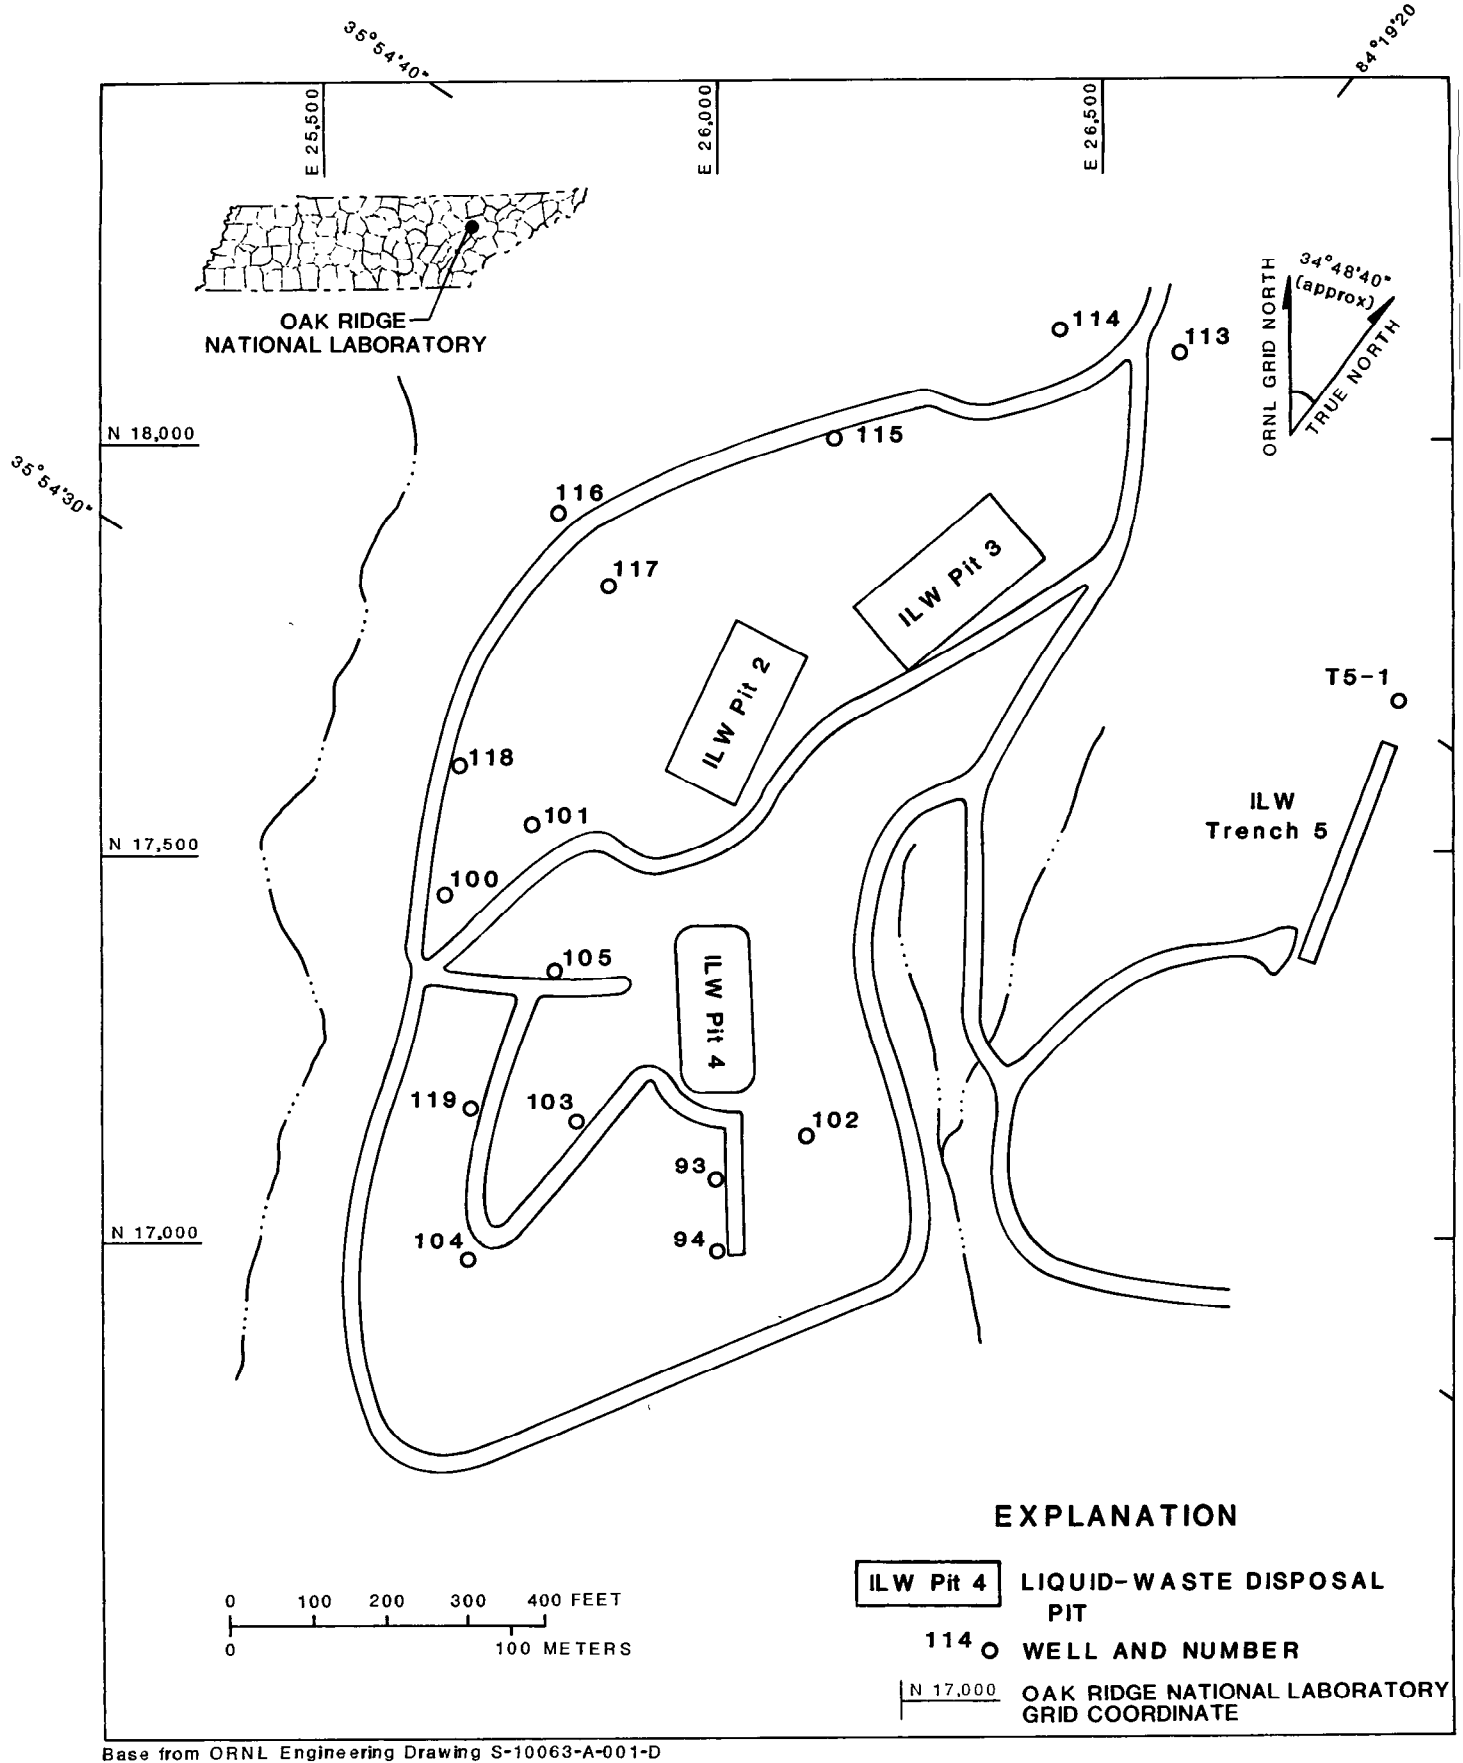 35°54'40"
84°19'20
E 25,500
E 26,000
E 26,500
OAK RIDGE
NATIONAL LABORATORY
34°48'40"
(approx)
ORNL GRID NORTH
TRUE NORTH
114
113
N 18,000
115
35°54'30"
116
117
ILW Pit 3
ILW Pit 2
T5-1
118
ILW
Trench 5
101
N 17,500
100
105
ILW Pit 4
119
103
102
93
N 17,000
104
94
EXPLANATION
ILW Pit 4 LIQUID-WASTE DISPOSAL
PIT
114 WELL AND NUMBER
N 17,000 OAK RIDGE NATIONAL LABORATORY
GRID COORDINATE
0 100 200 300 400 FEET
0 100 METERS
Base from ORNL Engineering Drawing S-10063-A-001-D